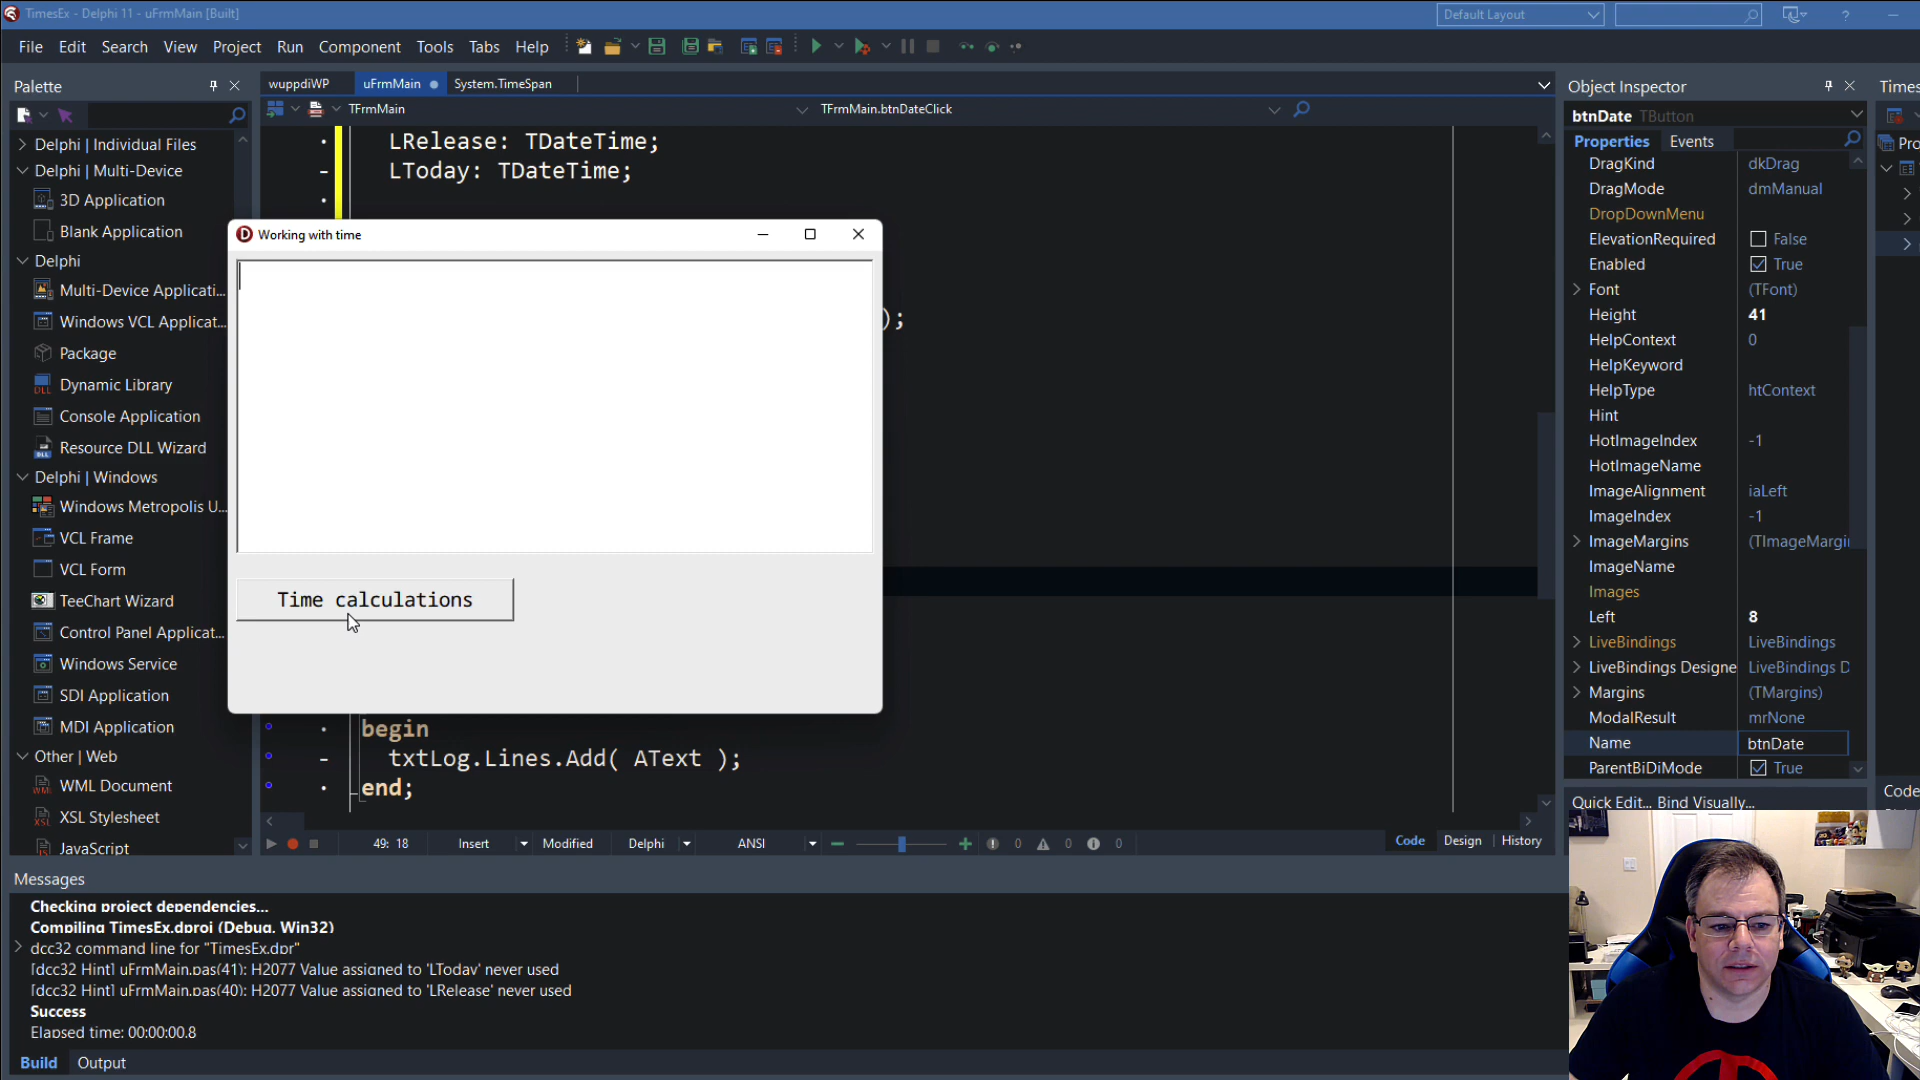 TimesEx - Delphi 11 - uFrmMain [Built]
Default Layout
?
File Edit Search View Project Run Component Tools Tabs Help
Palette
wuppdiWP uFrmMain System.TimeSpan
Object Inspector
Times
TFrmMain TFrmMain.btnDateClick
btnDate TButton
Properties Events
Pro
Delphi | Individual Files
Delphi | Multi-Device
3D Application
Blank Application
Delphi
Multi-Device Applicati...
Windows VCL Applicat...
Package
Dynamic Library
Console Application
Resource DLL Wizard
Delphi | Windows
Windows Metropolis U...
VCL Frame
VCL Form
TeeChart Wizard
Control Panel Applicat...
Windows Service
SDI Application
MDI Application
Other | Web
WML Document
XSL Stylesheet
JavaScript
LRelease: TDateTime;
LToday: TDateTime;
Working with time
);
Time calculations
begin
txtLog.Lines.Add( AText );
end;
DragKind dkDrag
DragMode dmManual
DropDownMenu
ElevationRequired False
Enabled True
Font (TFont)
Height 41
HelpContext 0
HelpKeyword
HelpType htContext
Hint
HotImageIndex -1
HotImageName
ImageAlignment iaLeft
ImageIndex -1
ImageMargins (TImageMargi
ImageName
Images
Left 8
LiveBindings LiveBindings
LiveBindings Designe LiveBindings D
Margins (TMargins)
ModalResult mrNone
Name btnDate
ParentBiDiMode True
Quick Edit... Bind Visually...
Code
49: 18 Insert Modified Delphi ANSI 0 0 0
Code Design History
Messages
Checking project dependencies...
Compiling TimesEx.dproj (Debug, Win32)
dcc32 command line for "TimesEx.dpr"
[dcc32 Hint] uFrmMain.pas(41): H2077 Value assigned to 'LToday' never used
[dcc32 Hint] uFrmMain.pas(40): H2077 Value assigned to 'LRelease' never used
Success
Elapsed time: 00:00:00.8
Build Output